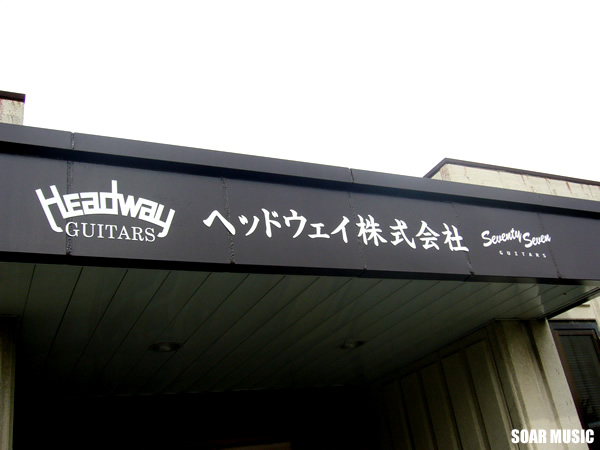 Headway
GUITARS
ヘッドウェイ株式会社
Seventy Seven
GUITARS
SOAR MUSIC